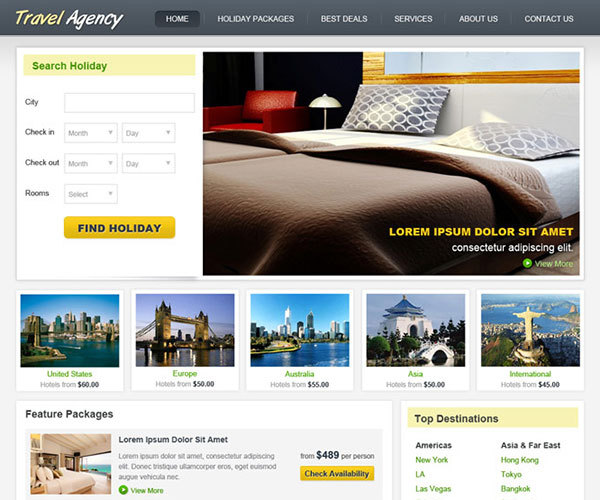 Travel Agency
HOME
HOLIDAY PACKAGES
BEST DEALS
SERVICES
ABOUT US
CONTACT US
Search Holiday
City
Check in
Month
Day
Check out
Month
Day
Rooms
Select
FIND HOLIDAY
LOREM IPSUM DOLOR SIT AMET
consectetur adipiscing elit.
View More
United States
Hotels from $60.00
Europe
Hotels from $50.00
Australia
Hotels from $55.00
Asia
Hotels from $50.00
International
Hotels from $45.00
Feature Packages
Lorem Ipsum Dolor Sit Amet
Lorem ipsum dolor sit amet, consectetur adipiscing
elit. Donec tristique ullamcorper eros, eget euismod
augue vehicula nec.
View More
from $489 per person
Check Availability
Top Destinations
Americas
New York
LA
Las Vegas
Asia & Far East
Hong Kong
Tokyo
Bangkok